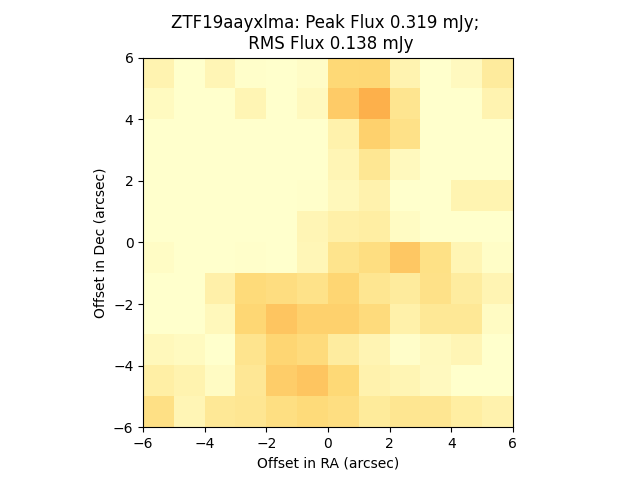 ZTF19aayxlma: Peak Flux 0.319 mJy;
RMS Flux 0.138 mJy
6
4
2
0
−2
−4
−6
Offset in Dec (arcsec)
−6 −4 −2 0 2 4 6
Offset in RA (arcsec)